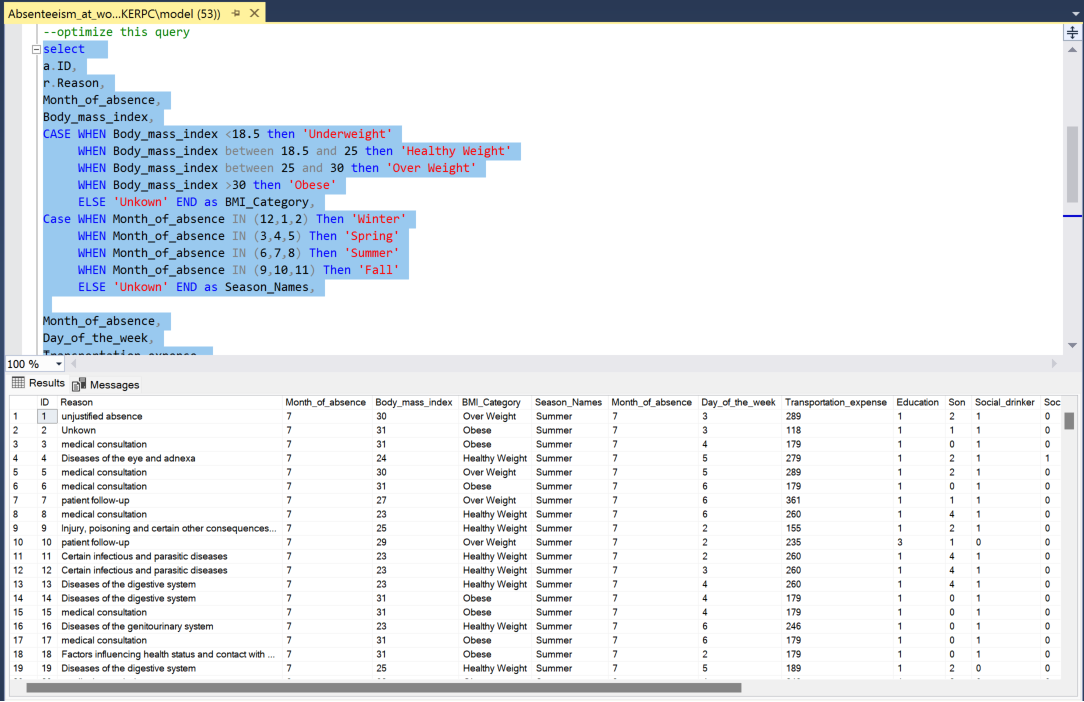 Absenteeism_at_wo...KERPC\model (53))
--optimize this query
select
a.ID,
r.Reason,
Month_of_absence,
Body_mass_index,
CASE WHEN Body_mass_index <18.5 then 'Underweight'
WHEN Body_mass_index between 18.5 and 25 then 'Healthy Weight'
WHEN Body_mass_index between 25 and 30 then 'Over Weight'
WHEN Body_mass_index >30 then 'Obese'
ELSE 'Unkown' END as BMI_Category,
Case WHEN Month_of_absence IN (12,1,2) Then 'Winter'
WHEN Month_of_absence IN (3,4,5) Then 'Spring'
WHEN Month_of_absence IN (6,7,8) Then 'Summer'
WHEN Month_of_absence IN (9,10,11) Then 'Fall'
ELSE 'Unkown' END as Season_Names,
Month_of_absence,
Day_of_the_week,
Transportation_expense
100 %
Results Messages
ID Reason Month_of_absence Body_mass_index BMI_Category Season_Names Month_of_absence Day_of_the_week Transportation_expense Education Son Social_drinker Soc
1 1 unjustified absence 7 30 Over Weight Summer 7 3 289 1 2 1 0
2 2 Unkown 7 31 Obese Summer 7 3 118 1 1 1 0
3 3 medical consultation 7 31 Obese Summer 7 4 179 1 0 1 0
4 4 Diseases of the eye and adnexa 7 24 Healthy Weight Summer 7 5 279 1 2 1 1
5 5 medical consultation 7 30 Over Weight Summer 7 5 289 1 2 1 0
6 6 medical consultation 7 31 Obese Summer 7 6 179 1 0 1 0
7 7 patient follow-up 7 27 Over Weight Summer 7 6 361 1 1 1 0
8 8 medical consultation 7 23 Healthy Weight Summer 7 6 260 1 4 1 0
9 9 Injury, poisoning and certain other consequences... 7 25 Healthy Weight Summer 7 2 155 1 2 1 0
10 10 patient follow-up 7 29 Over Weight Summer 7 2 235 3 1 0 0
11 11 Certain infectious and parasitic diseases 7 23 Healthy Weight Summer 7 2 260 1 4 1 0
12 12 Certain infectious and parasitic diseases 7 23 Healthy Weight Summer 7 3 260 1 4 1 0
13 13 Diseases of the digestive system 7 23 Healthy Weight Summer 7 4 260 1 4 1 0
14 14 Diseases of the digestive system 7 31 Obese Summer 7 4 179 1 0 1 0
15 15 medical consultation 7 31 Obese Summer 7 4 179 1 0 1 0
16 16 Diseases of the genitourinary system 7 23 Healthy Weight Summer 7 6 246 1 0 1 0
17 17 medical consultation 7 31 Obese Summer 7 6 179 1 0 1 0
18 18 Factors influencing health status and contact with ... 7 31 Obese Summer 7 2 179 1 0 1 0
19 19 Diseases of the digestive system 7 25 Healthy Weight Summer 7 5 189 1 2 0 0